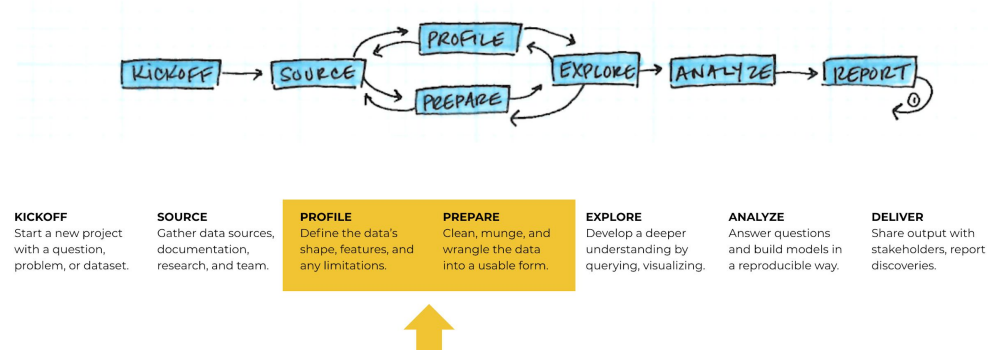 KICKOFF
SOURCE
PROFILE
PREPARE
EXPLORE
ANALYZE
REPORT
1
KICKOFF
Start a new project
with a question,
problem, or dataset.
SOURCE
Gather data sources,
documentation,
research, and team.
PROFILE
Define the data's
shape, features, and
any limitations.
PREPARE
Clean, munge, and
wrangle the data
into a usable form.
EXPLORE
Develop a deeper
understanding by
querying, visualizing.
ANALYZE
Answer questions
and build models in
a reproducible way.
DELIVER
Share output with
stakeholders, report
discoveries.